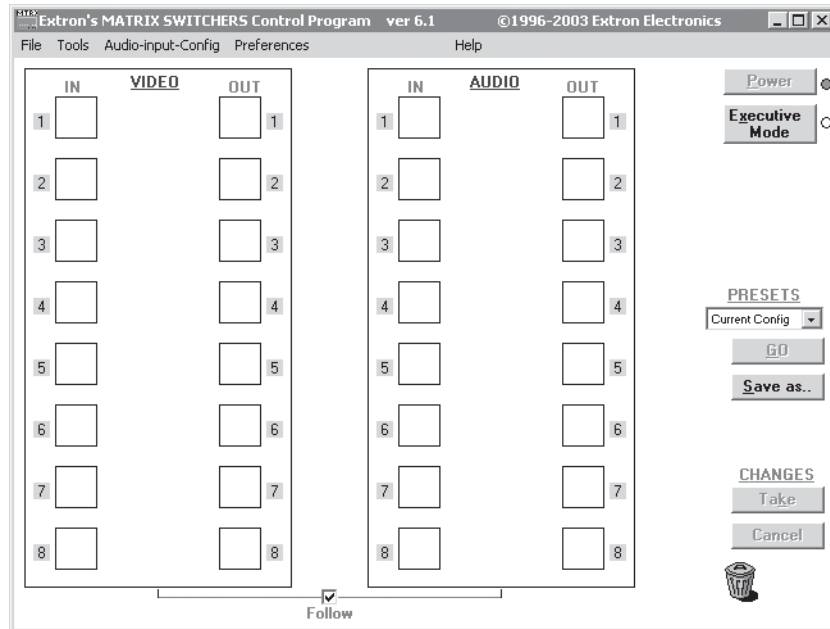 MTRX
Extron's MATRIX SWITCHERS Control Program ver 6.1 ©1996-2003 Extron Electronics
File Tools Audio-input-Config Preferences Help
IN VIDEO OUT IN AUDIO OUT
1 1 1 1
2 2 2 2
3 3 3 3
4 4 4 4
5 5 5 5
6 6 6 6
7 7 7 7
8 8 8 8
Follow
Power
Executive
Mode
PRESETS
Current Config
GO
Save as..
CHANGES
Take
Cancel